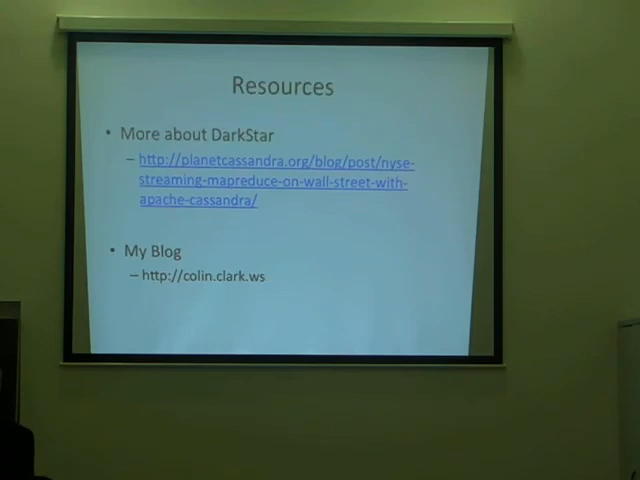 Resources
• More about DarkStar
– http://planetcassandra.org/blog/post/nyse-
streaming-mapreduce-on-wall-street-with-
apache-cassandra/
• My Blog
– http://colin.clark.ws